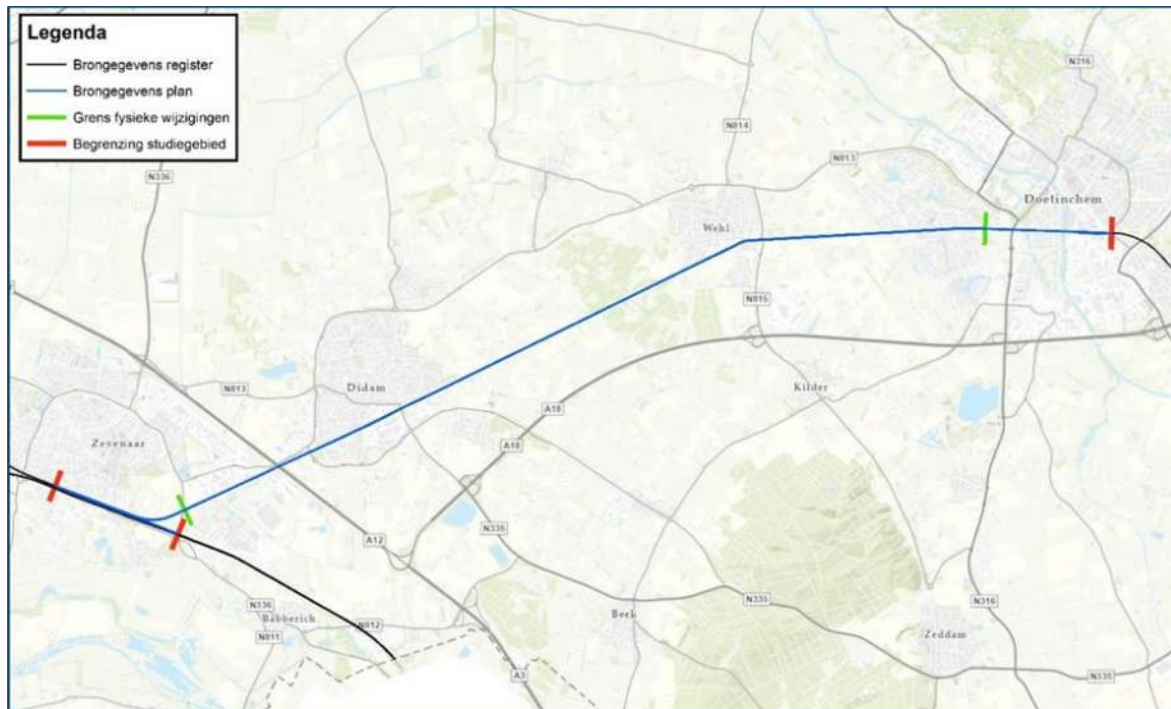 Legenda
Brongegevens register
Brongegevens plan
Grens fysieke wijzigingen
Begrenzing studiegebied
N316
N814
N813
N336
Doetinchem
Wehl
N815
Didam
N813
Kilder
A18
Zevenaar
A18
N335
A12
N335
N336
Babberich
N812
N811
Beek
N316
Zeddam
A3
N335